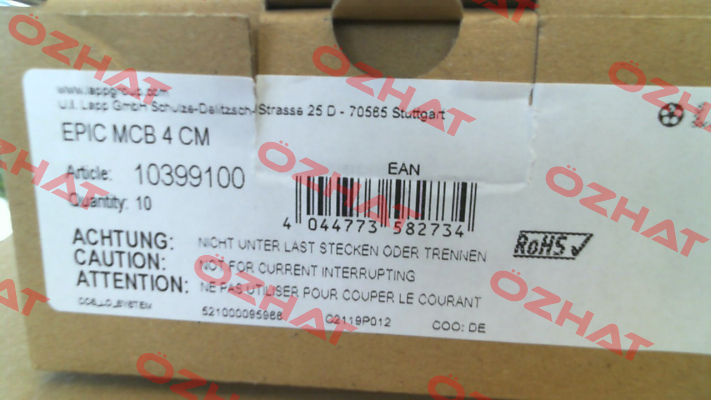 www.lappgroup.com
U.I. Lapp GmbH Schulze-Delitzsch-Strasse 25 D - 70565 Stuttgart
EPIC MCB 4 CM
Article: 10399100
Quantity: 10
EAN
4 044773 582734
ACHTUNG: NICHT UNTER LAST STECKEN ODER TRENNEN
CAUTION: NOT FOR CURRENT INTERRUPTING
ATTENTION: NE PAS UTILISER POUR COUPER LE COURANT
RoHS
521000095988 C2119P012 COO: DE
ÖZHAT
ÖZHAT
ÖZHAT
ÖZHAT
ÖZHAT
ÖZHAT
ÖZHAT
ÖZHAT